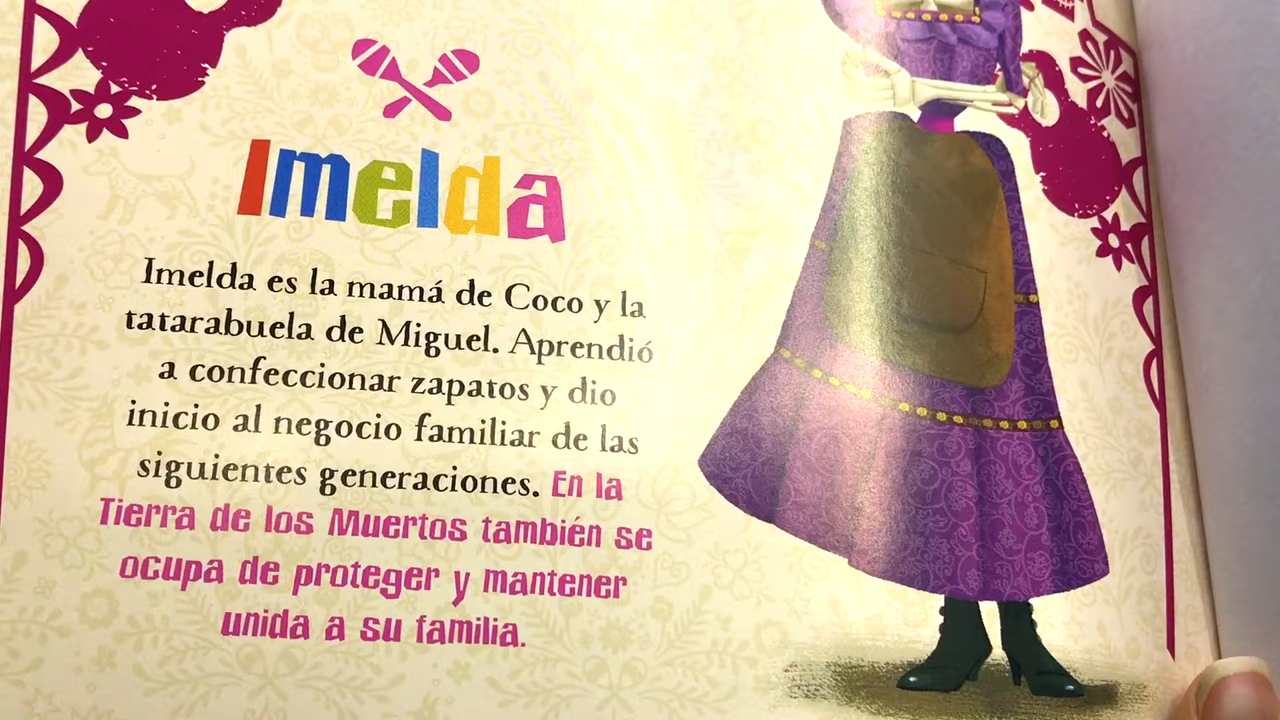 Imelda
Imelda es la mamá de Coco y la
tatarabuela de Miguel. Aprendió
a confeccionar zapatos y dio
inicio al negocio familiar de las
siguientes generaciones. En la
Tierra de los Muertos también se
ocupa de proteger y mantener
unida a su familia.